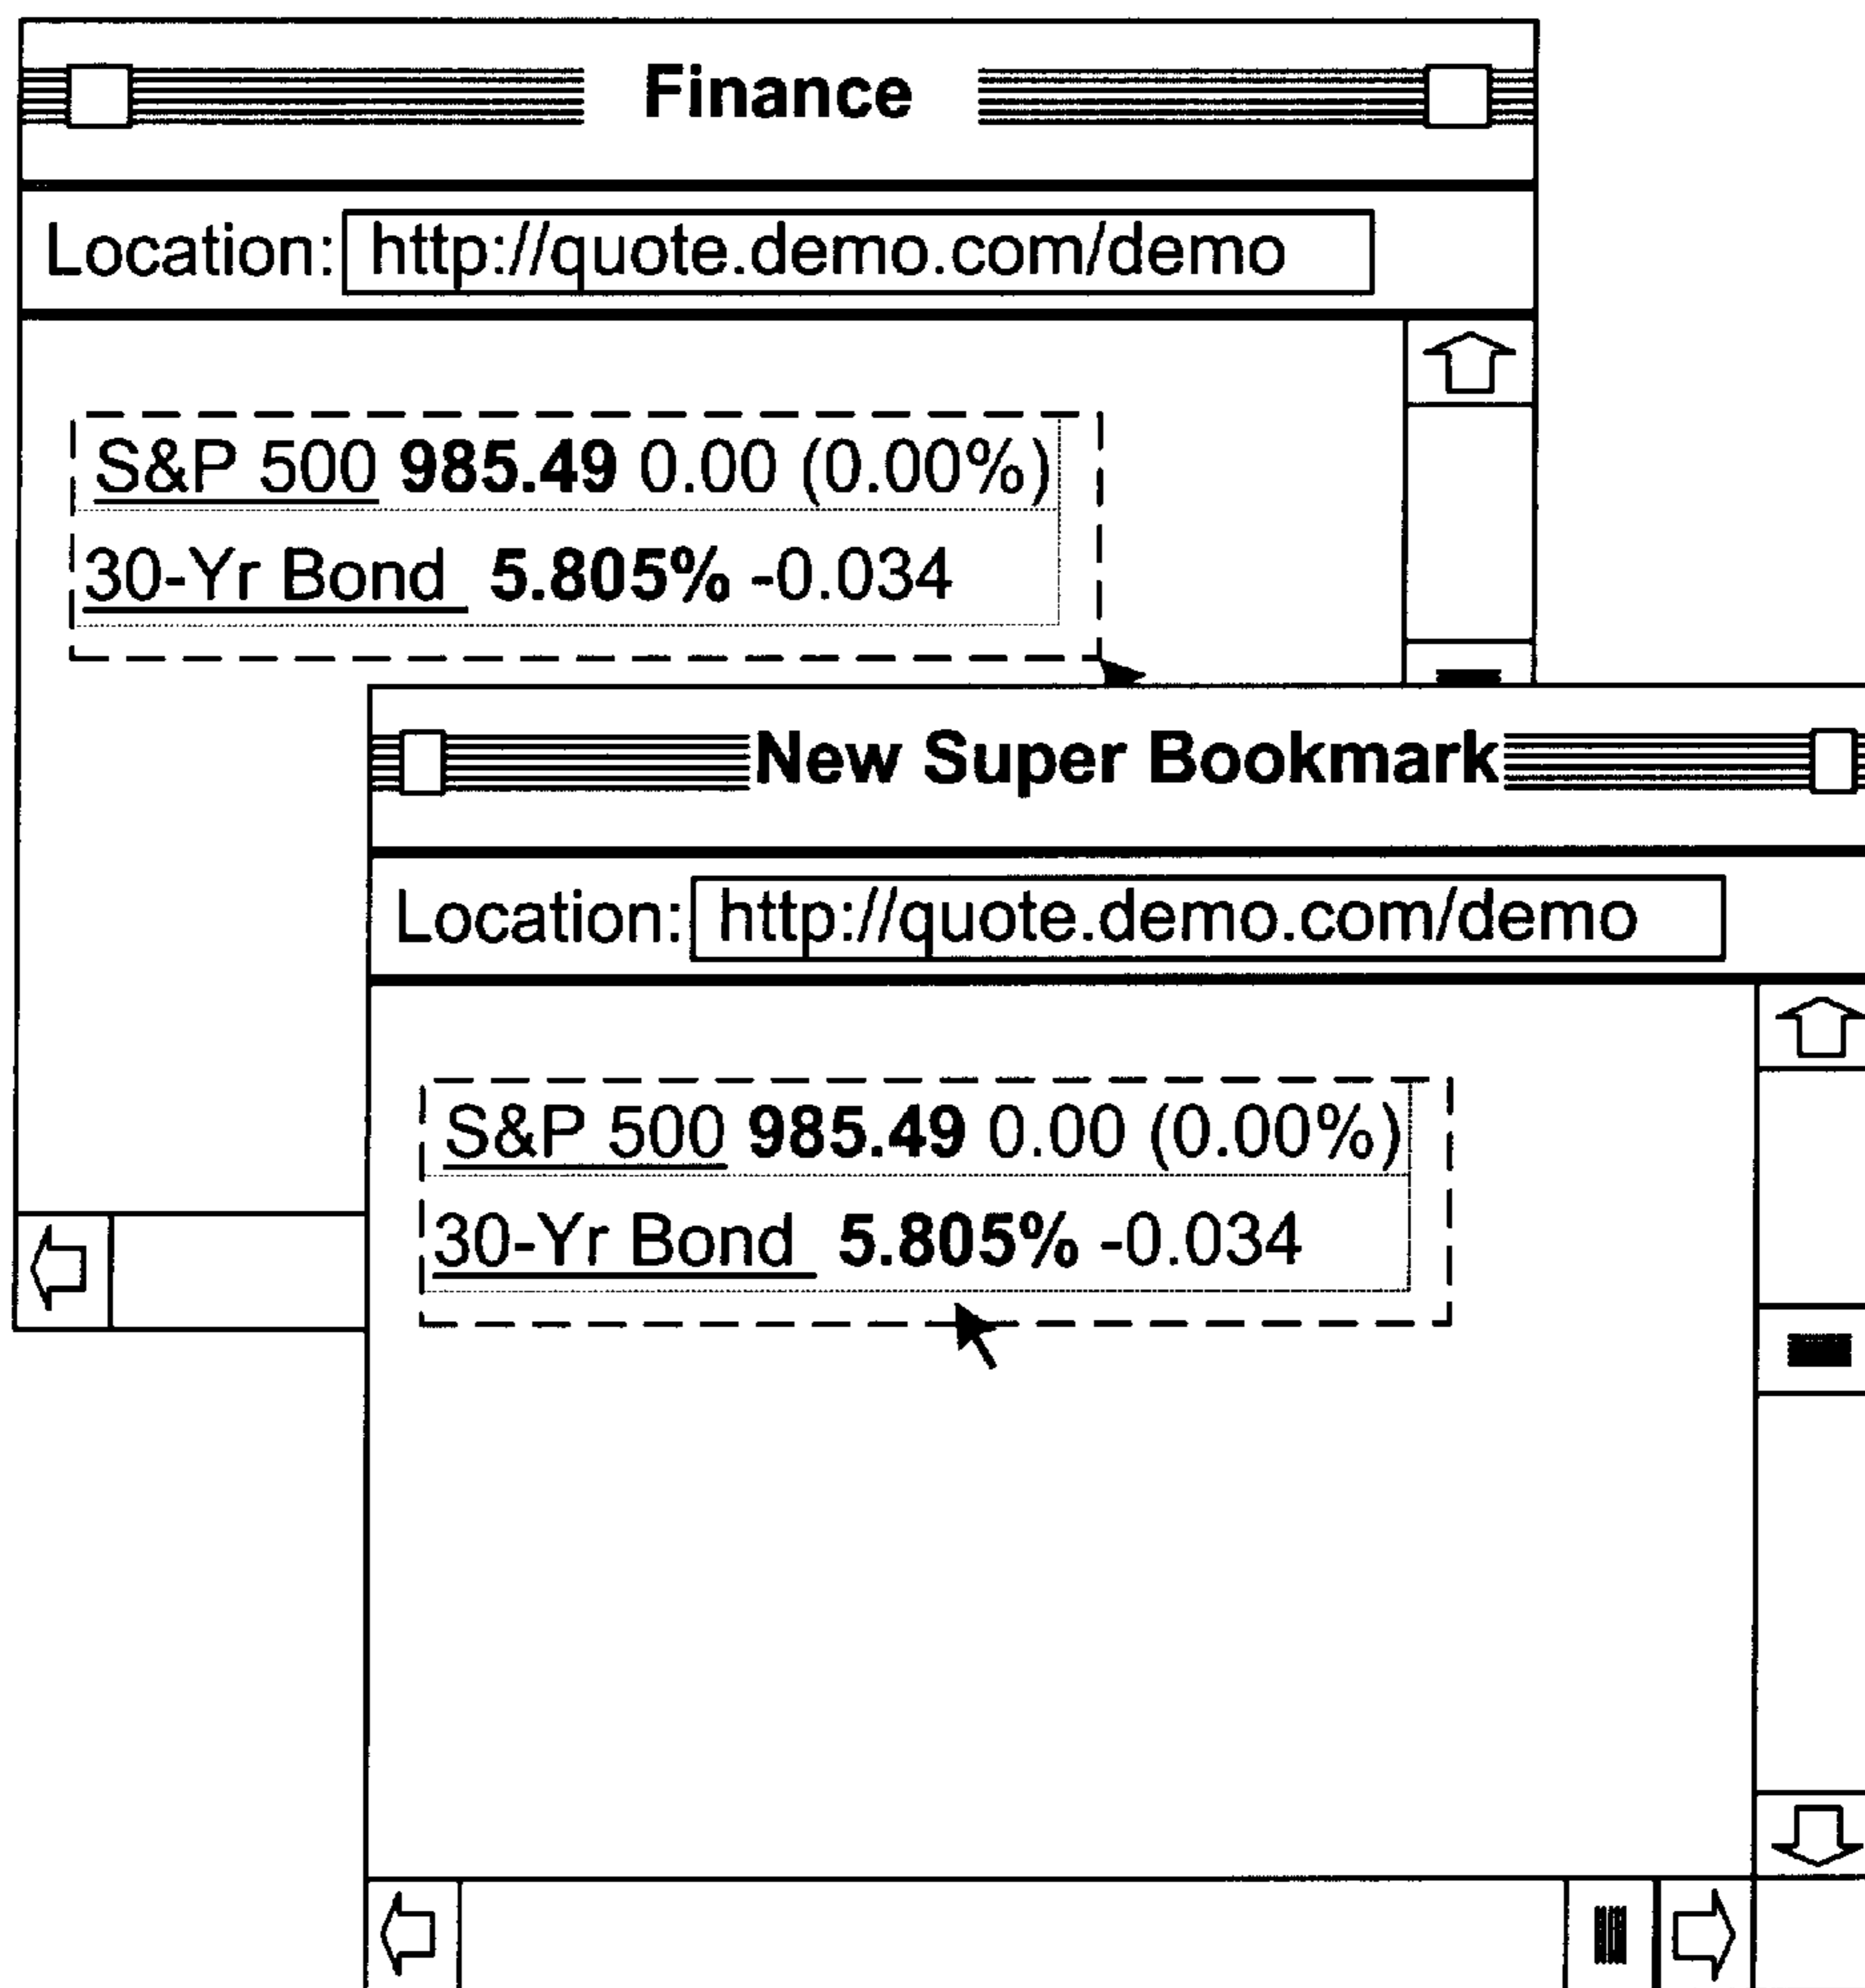 Finance
Location: http://quote.demo.com/demo
S&P 500 985.49 0.00 (0.00%)
30-Yr Bond 5.805% -0.034
New Super Bookmark
Location: http://quote.demo.com/demo
S&P 500 985.49 0.00 (0.00%)
30-Yr Bond 5.805% -0.034